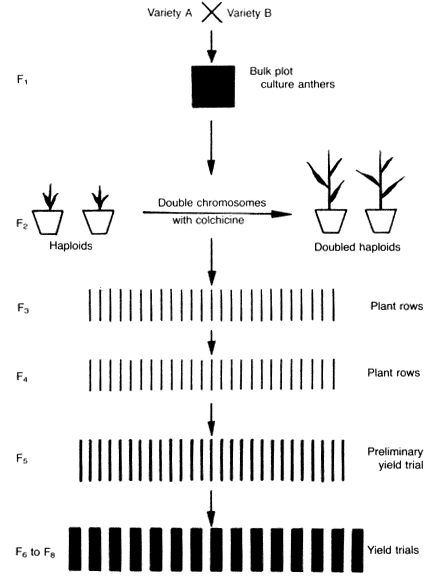 Variety A Variety B
F1
Bulk plot
culture anthers
Double chromosomes
with colchicine
F2
Haploids
Doubled haploids
F3
Plant rows
F4
Plant rows
F5
Preliminary
yield trial
F6 to F8
Yield trials